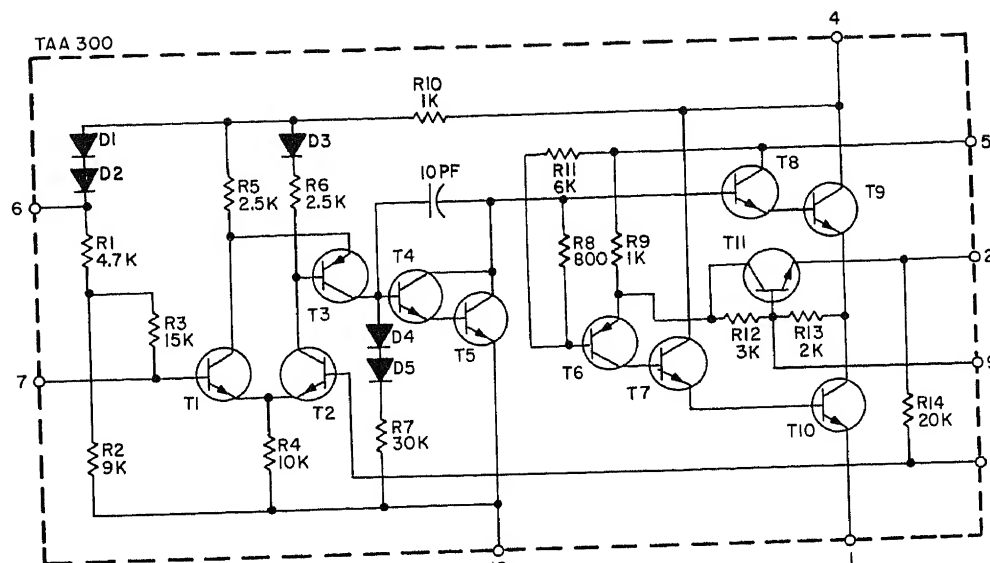 4
TAA 300
R10
1K
D1
D2
D3
5
R11
6K
T8
10PF
R5
2.5K
R6
2.5K
6
T9
R1
4.7K
R8
800
R9
1K
T11
T4
2
T3
R3
15K
R12
3K
R13
2K
D4
T5
9
7
D5
T6
T1
T2
T7
R14
20K
T10
R2
9K
R4
10K
R7
30K